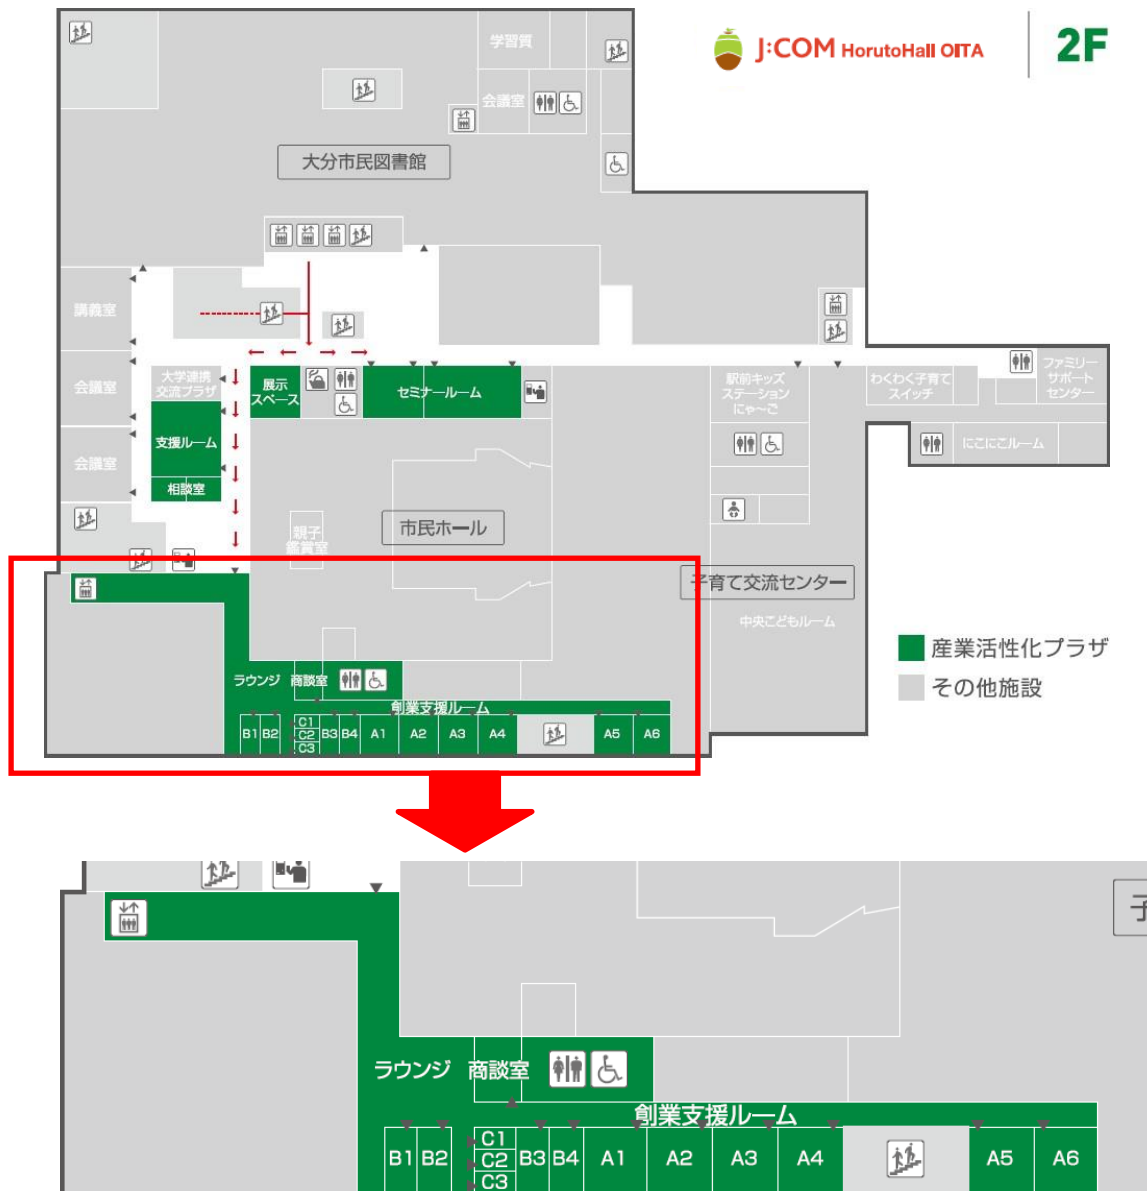 J:COM HorutoHall OITA
2F
学習質
会議室
大分市民図書館
講義室
会議室
大学連携
交流プラザ
展示
スペース
セミナールーム
駅前キッズ
ステーション
にゃ〜ご
わくわく子育て
スイッチ
ファミリー
サポート
センター
支援ルーム
会議室
相談室
にこにこルーム
市民ホール
親子
鑑賞室
子育て交流センター
中央こどもルーム
産業活性化プラザ
その他施設
ラウンジ
商談室
創業支援ルーム
B1
B2
C1
C2
C3
B3
B4
A1
A2
A3
A4
A5
A6
子
ラウンジ
商談室
創業支援ルーム
B1
B2
C1
C2
C3
B3
B4
A1
A2
A3
A4
A5
A6